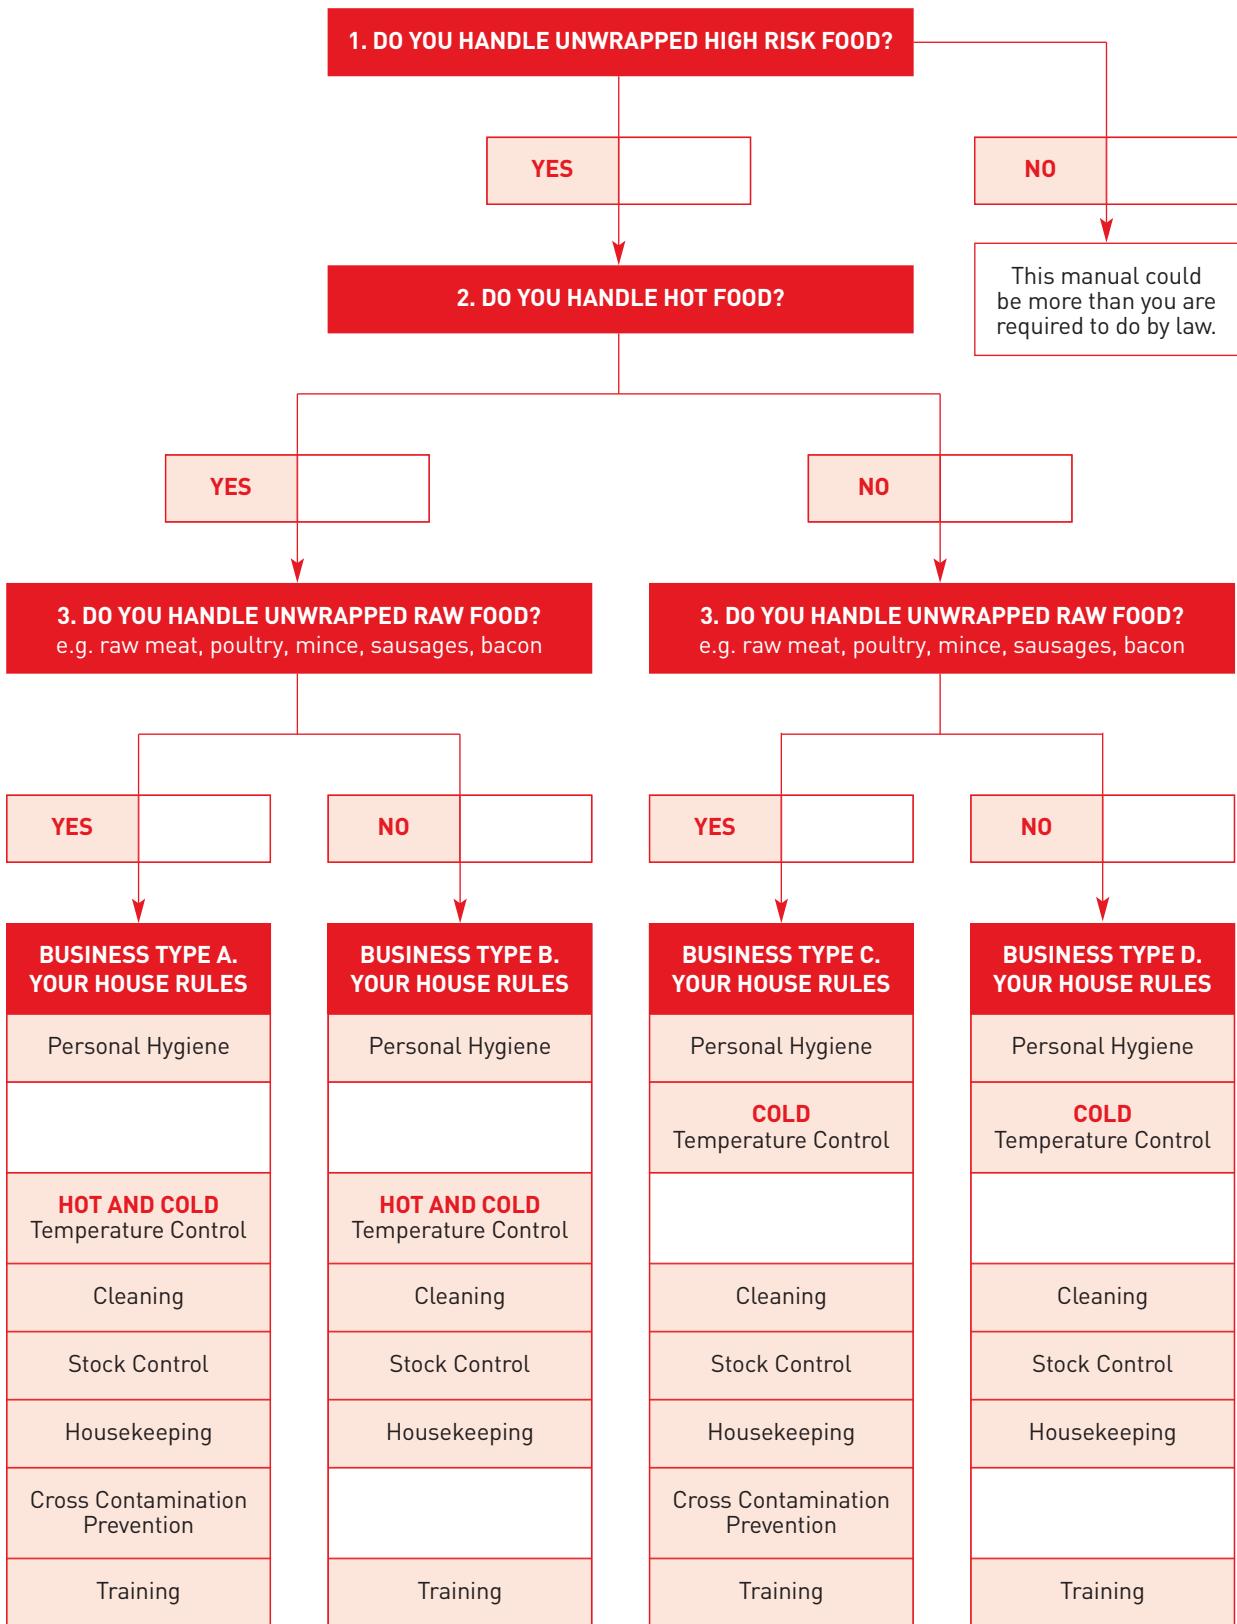 1. DO YOU HANDLE UNWRAPPED HIGH RISK FOOD?
YES
NO
This manual could
be more than you are
required to do by law.
2. DO YOU HANDLE HOT FOOD?
YES
NO
3. DO YOU HANDLE UNWRAPPED RAW FOOD?
e.g. raw meat, poultry, mince, sausages, bacon
3. DO YOU HANDLE UNWRAPPED RAW FOOD?
e.g. raw meat, poultry, mince, sausages, bacon
YES
NO
YES
NO
BUSINESS TYPE A.
YOUR HOUSE RULES
Personal Hygiene
HOT AND COLD
Temperature Control
Cleaning
Stock Control
Housekeeping
Cross Contamination
Prevention
Training
BUSINESS TYPE B.
YOUR HOUSE RULES
Personal Hygiene
HOT AND COLD
Temperature Control
Cleaning
Stock Control
Housekeeping
Training
BUSINESS TYPE C.
YOUR HOUSE RULES
Personal Hygiene
COLD
Temperature Control
Cleaning
Stock Control
Housekeeping
Cross Contamination
Prevention
Training
BUSINESS TYPE D.
YOUR HOUSE RULES
Personal Hygiene
COLD
Temperature Control
Cleaning
Stock Control
Housekeeping
Training